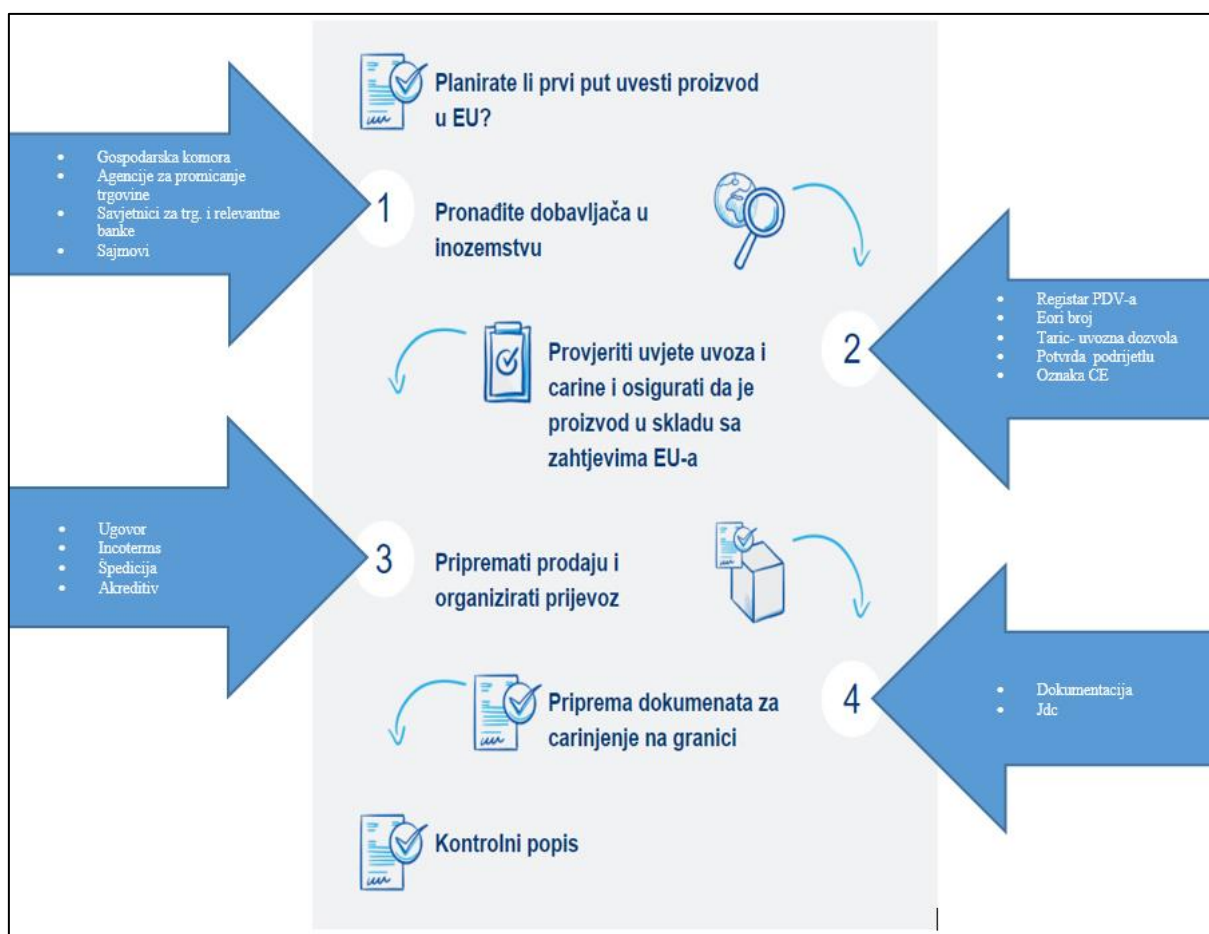 Planirate li prvi put uvesti proizvod
u EU?
• Gospodarska komora
• Agencije za promicanje
trgovine
• Savjetnici za trg. i relevantne
banke
• Sajmovi
1
Pronađite dobavljača u
inozemstvu
• Registar PDV-a
• Eori broj
• Taric- uvozna dozvola
• Potvrda podrijetlu
• Oznaka CE
2
Provjeriti uvjete uvoza i
carine i osigurati da je
proizvod u skladu sa
zahtjevima EU-a
• Ugovor
• Incoterms
• Špedicija
• Akreditiv
3
Pripremati prodaju i
organizirati prijevoz
4
Priprema dokumenata za
carinjenje na granici
• Dokumentacija
• Jdc
Kontrolni popis